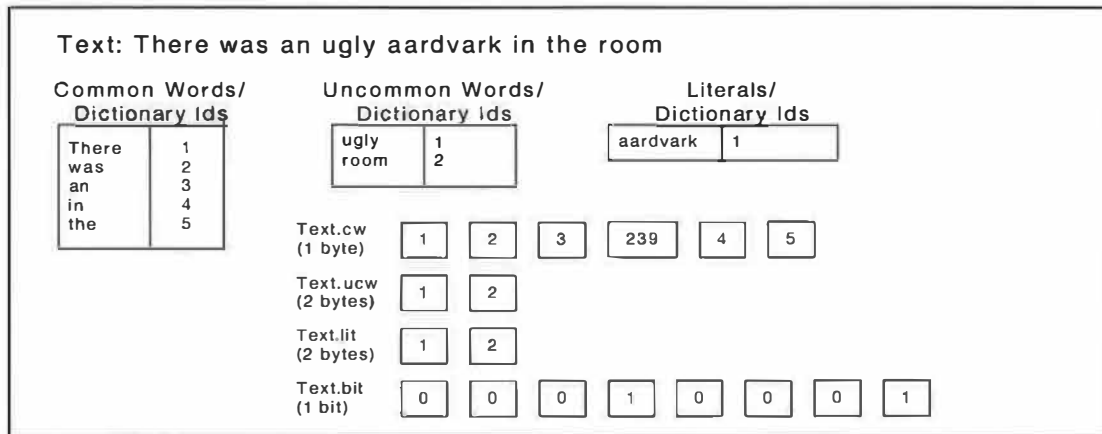 Text: There was an ugly aardvark in the room
Common Words/ Uncommon Words/ Literals/
Dictionary Ids Dictionary Ids Dictionary Ids
There 1
was 2
an 3
in 4
the 5
ugly 1
room 2
aardvark 1
Text.cw 1 2 3 239 4 5
(1 byte)
Text.ucw 1 2
(2 bytes)
Text.lit 1 2
(2 bytes)
Text.bit 0 0 0 1 0 0 0 1
(1 bit)